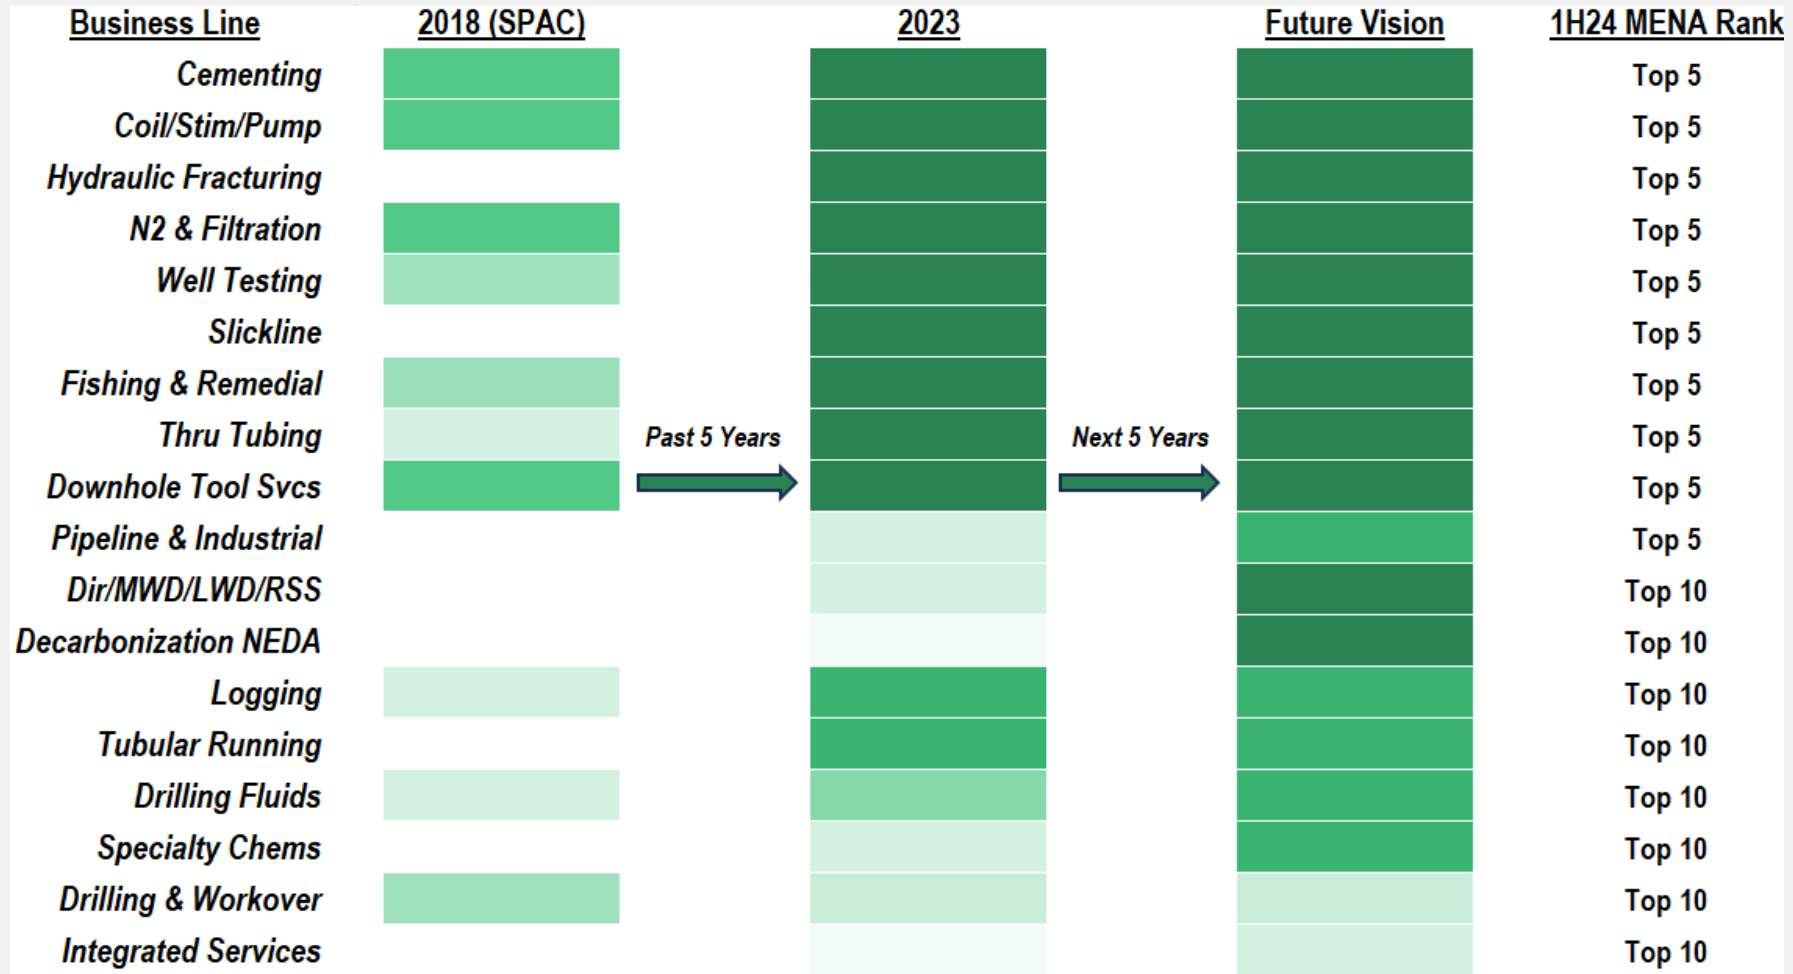 Business Line 2018 (SPAC) 2023 Future Vision 1H24 MENA Rank
Cementing Top 5
Coil/Stim/Pump Top 5
Hydraulic Fracturing Top 5
N2 & Filtration Top 5
Well Testing Top 5
Slickline Top 5
Fishing & Remedial Top 5
Thru Tubing Past 5 Years Next 5 Years Top 5
Downhole Tool Svcs Top 5
Pipeline & Industrial Top 5
Dir/MWD/LWD/RSS Top 10
Decarbonization NEDA Top 10
Logging Top 10
Tubular Running Top 10
Drilling Fluids Top 10
Specialty Chems Top 10
Drilling & Workover Top 10
Integrated Services Top 10